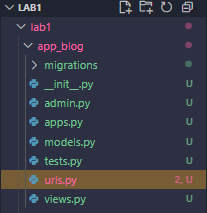 LAB1
lab1
app_blog
migrations
__init__.py U
admin.py U
apps.py U
models.py U
tests.py U
urls.py 2, U
views.py U